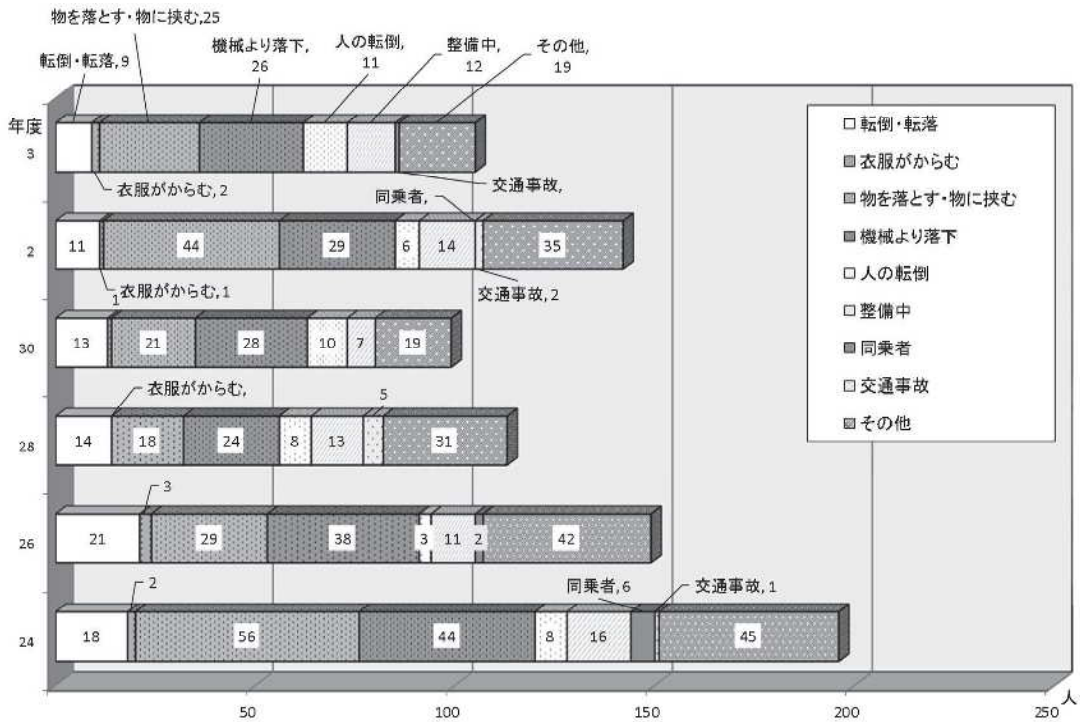 物を落とす・物に挟む,25
転倒・転落,9
機械より落下,
26
人の転倒,
11
整備中
12
その他,
19
年度
3
衣服がからむ,2
交通事故,
2
11
44
29
6
14
同乗者,
35
1
衣服がからむ,1
交通事故,2
30
13
21
28
10
7
19
28
衣服がからむ,
14
18
24
8
13
5
31
26
3
21
29
38
3
11
2
42
24
2
18
56
44
8
16
同乗者,6
交通事故,1
45
50
100
150
200
250
人
転倒・転落
衣服がからむ
物を落とす・物に挟む
機械より落下
人の転倒
整備中
同乗者
交通事故
その他